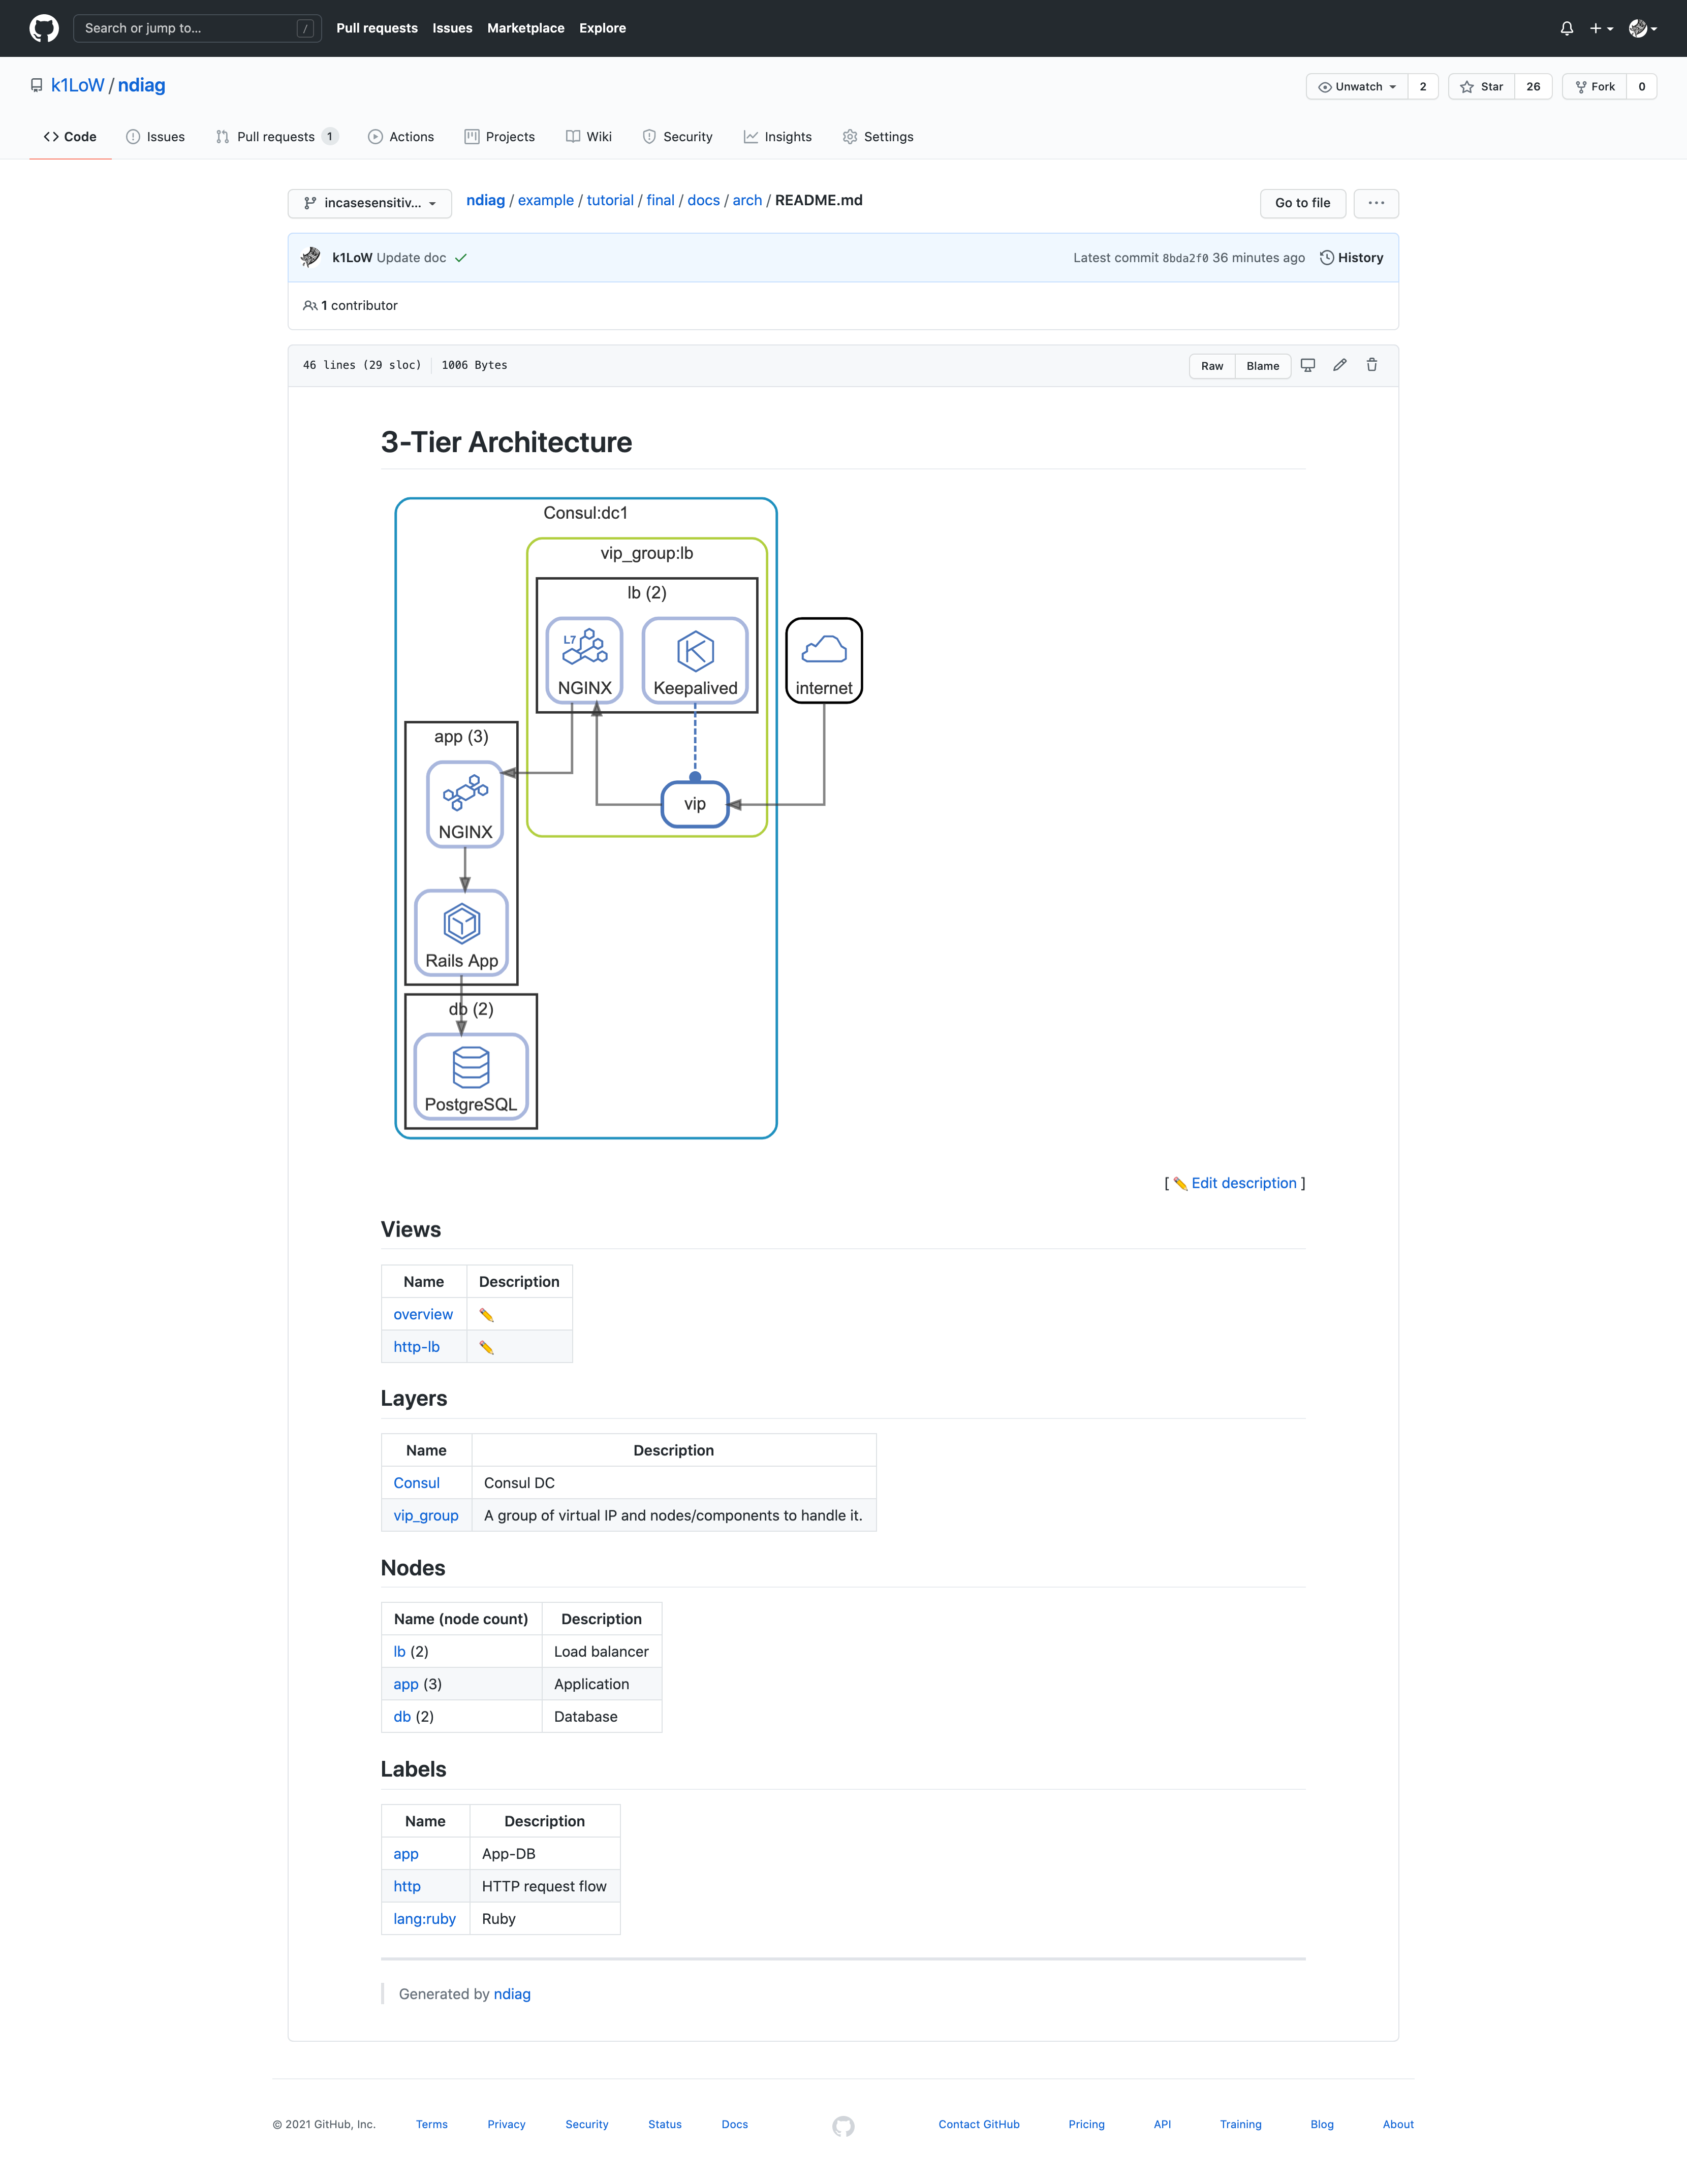 Search or jump to... /
Pull requests Issues Marketplace Explore
k1LoW / ndiag
Unwatch 2 Star 26 Fork 0
Code Issues Pull requests 1 Actions Projects Wiki Security Insights Settings
incasesensitiv... ndiag / example / tutorial / final / docs / arch / README.md
Go to file ...
k1LoW Update doc
Latest commit 8bda2f0 36 minutes ago History
1 contributor
46 lines (29 sloc) 1006 Bytes
Raw Blame
3-Tier Architecture
Consul:dc1
vip_group:lb
lb (2)
L7
NGINX Keepalived internet
app (3)
vip
NGINX
Rails App
db (2)
PostgreSQL
[ ✏️ Edit description ]
Views
Name Description
overview ✏️
http-lb ✏️
Layers
Name Description
Consul Consul DC
vip_group A group of virtual IP and nodes/components to handle it.
Nodes
Name (node count) Description
lb (2) Load balancer
app (3) Application
db (2) Database
Labels
Name Description
app App-DB
http HTTP request flow
lang:ruby Ruby
Generated by ndiag
© 2021 GitHub, Inc. Terms Privacy Security Status Docs Contact GitHub Pricing API Training Blog About